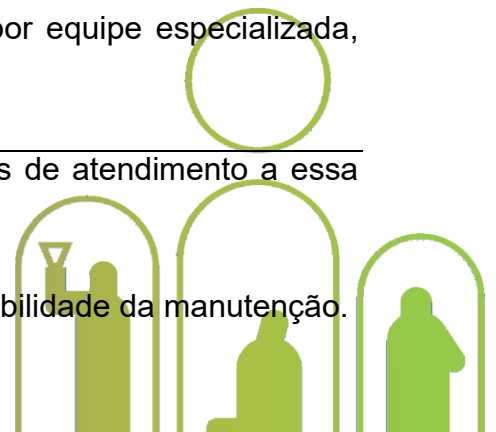 por equipe especializada,
s de atendimento a essa
bilidade da manutenção.